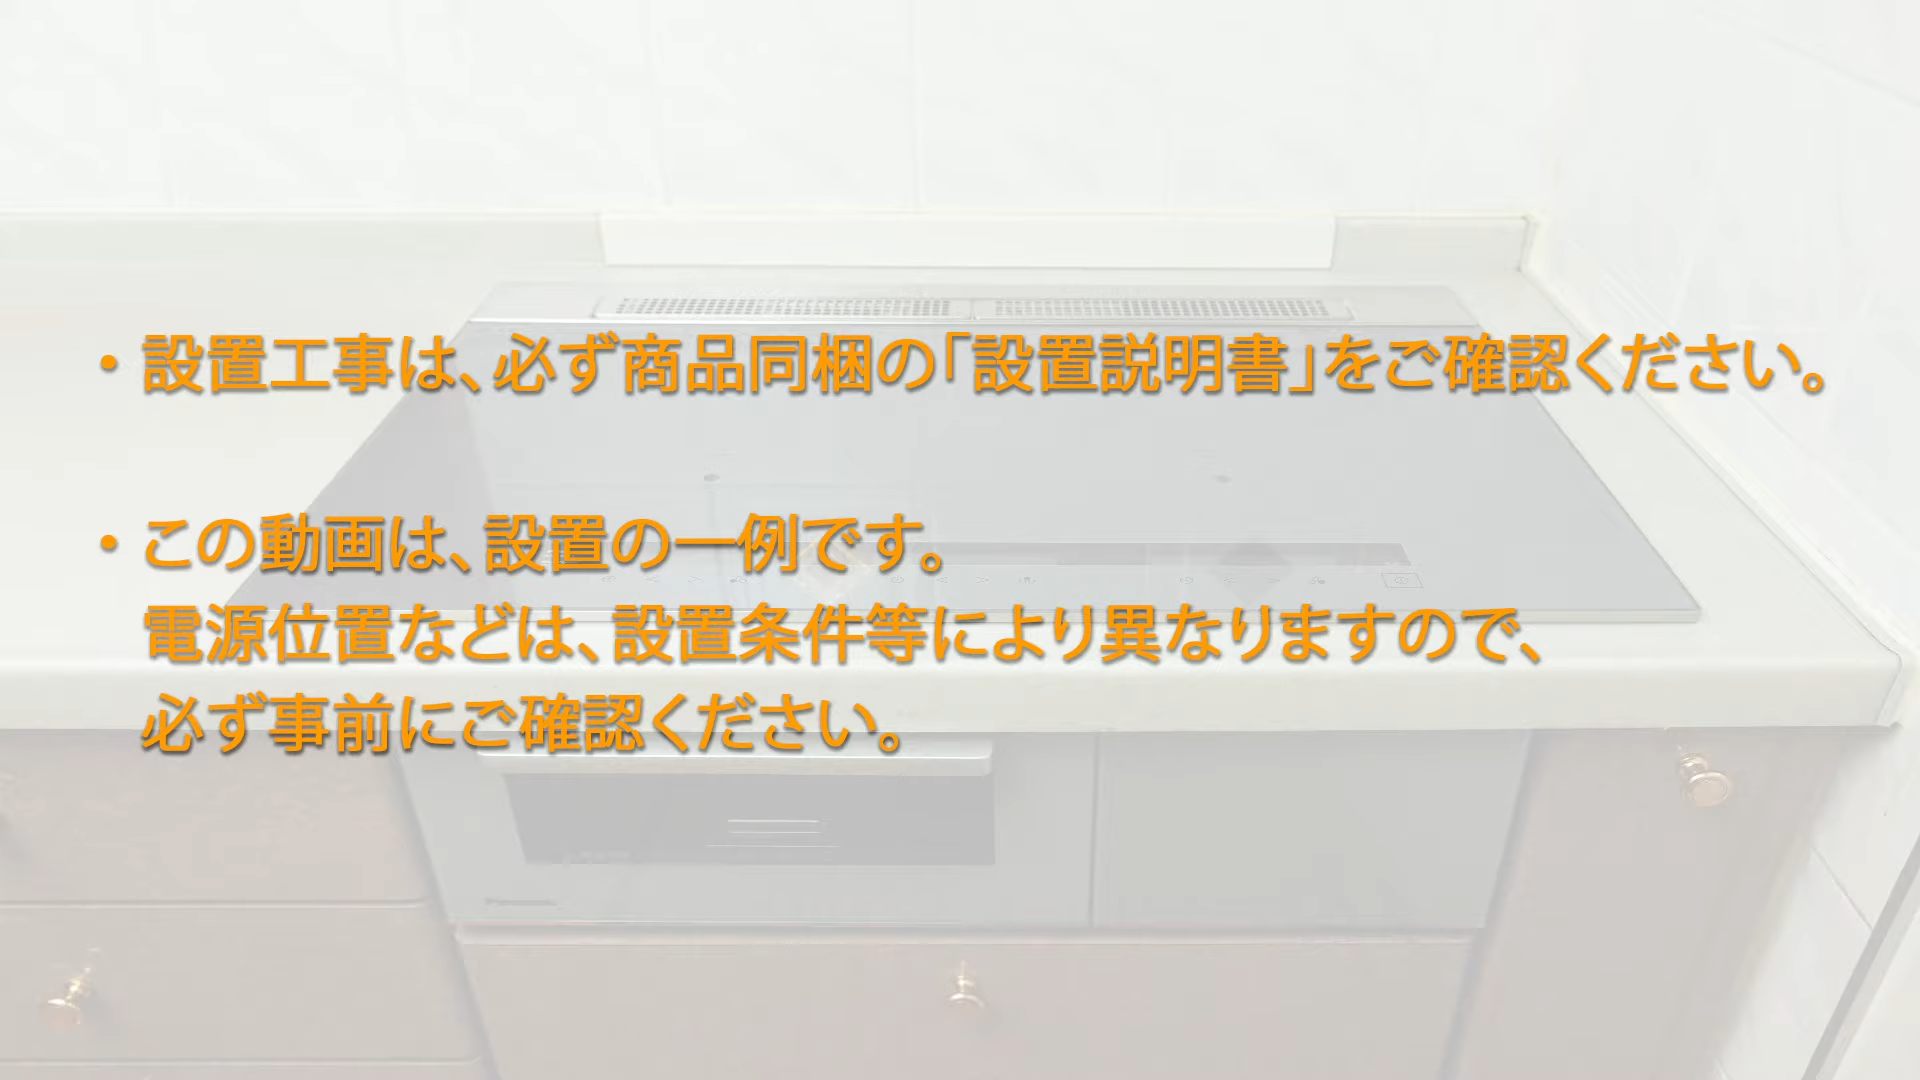 ・設置工事は、必ず商品同梱の「設置説明書」をご確認ください。
・この動画は、設置の一例です。
電源位置などは、設置条件等により異なりますので、
必ず事前にご確認ください。